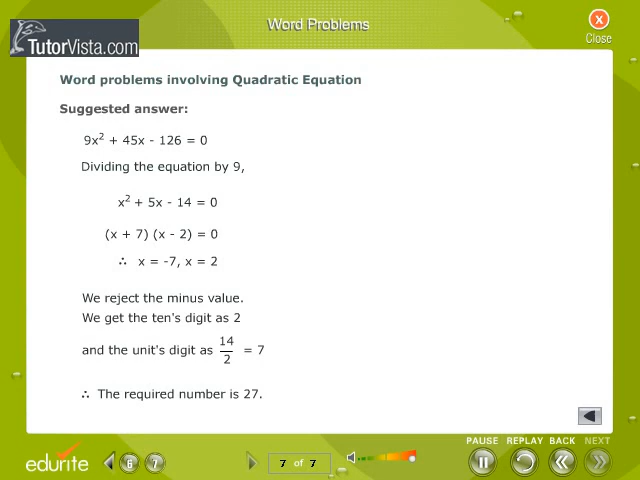 Word Problems
x
Close
TutorVista.com
Word problems involving Quadratic Equation
Suggested answer:
9x² + 45x - 126 = 0
Dividing the equation by 9,
x² + 5x - 14 = 0
(x + 7) (x - 2) = 0
∴ x = -7, x = 2
We reject the minus value.
We get the ten's digit as 2
and the unit's digit as 14/2 = 7
∴ The required number is 27.
PAUSE REPLAY BACK NEXT
edurite 6 7 7 of 7